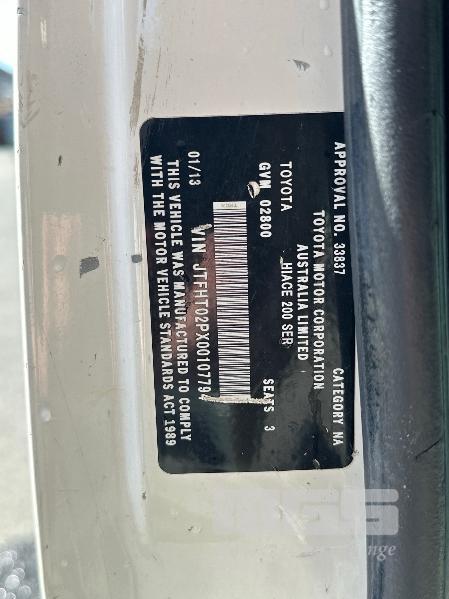 APPROVAL NO. 33837 CATEGORY NA
TOYOTA MOTOR CORPORATION
AUSTRALIA LIMITED
TOYOTA HIACE 200 SER
GVM 02800 SEATS 3
VIN JTFHT02PX0010779
01/13
THIS VEHICLE WAS MANUFACTURED TO COMPLY
WITH THE MOTOR VEHICLE STANDARDS ACT 1989